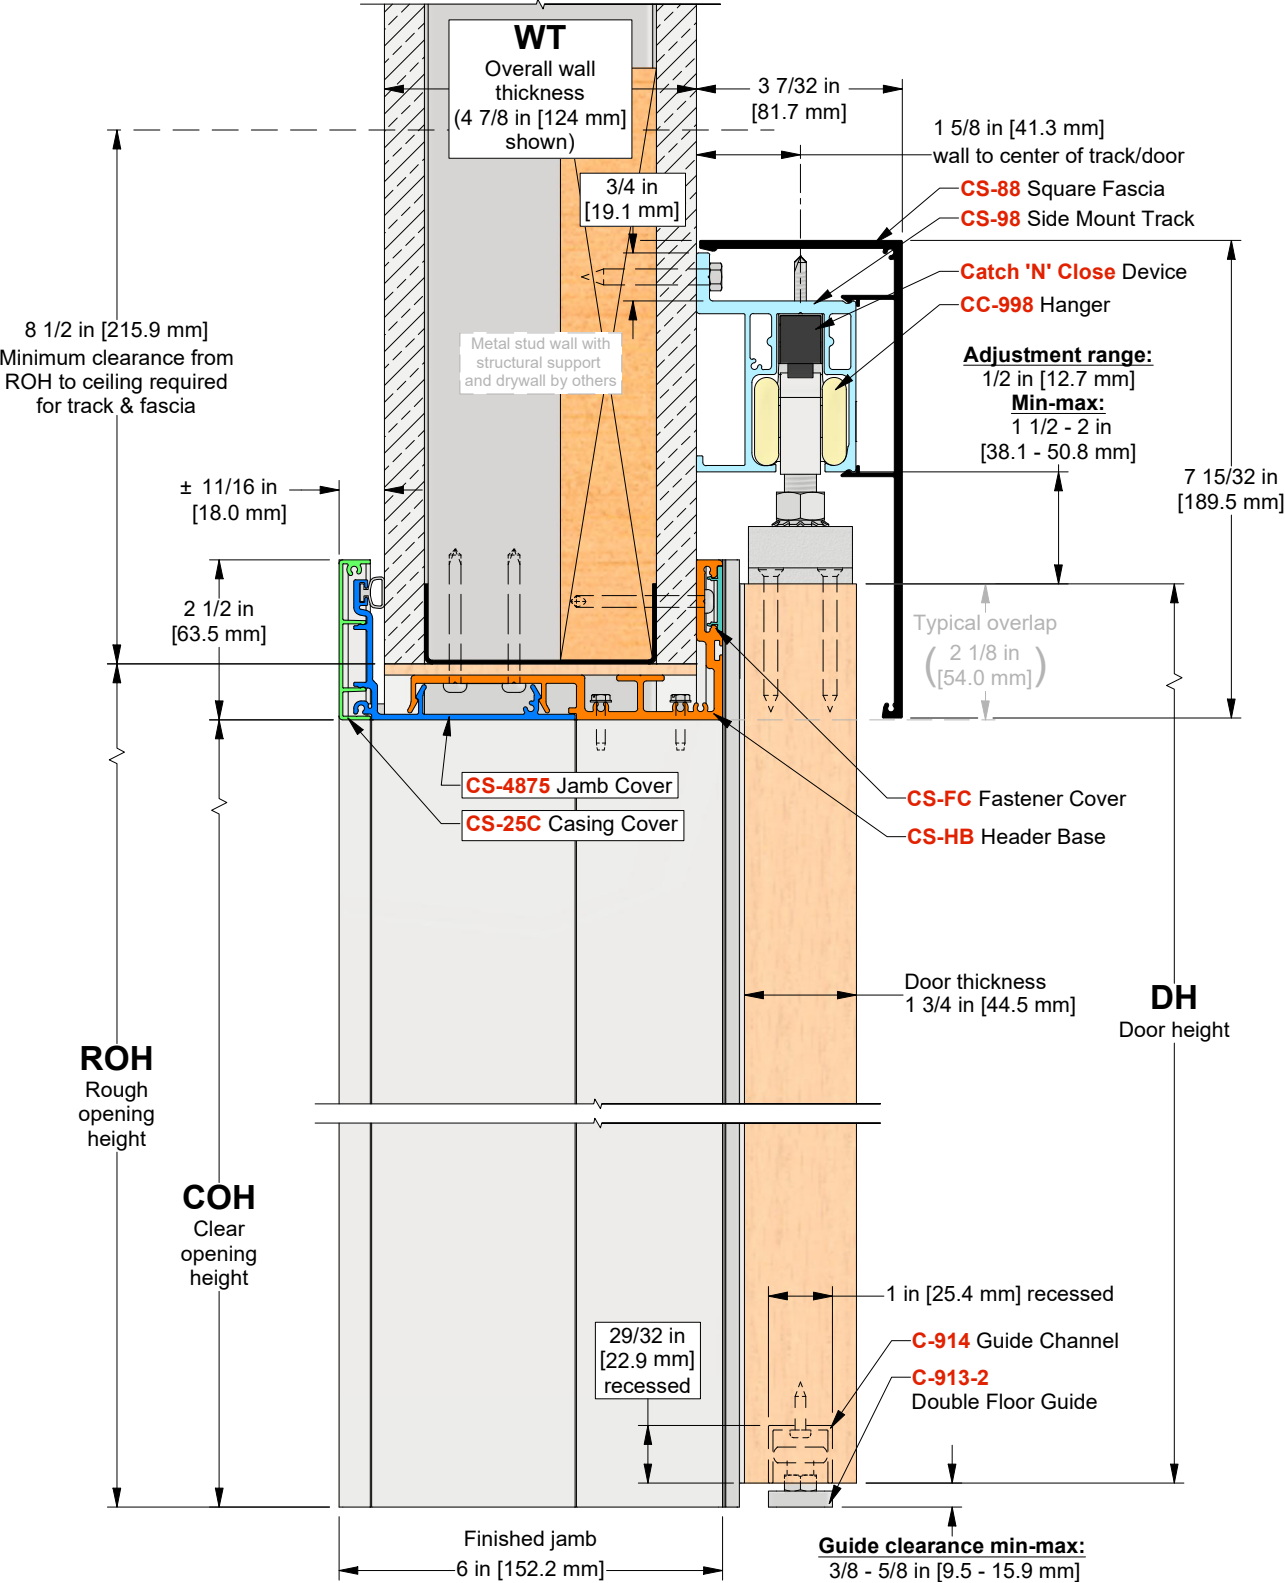 WT
Overall wall
thickness
(4 7/8 in [124 mm]
shown)
3 7/32 in
[81.7 mm]
1 5/8 in [41.3 mm]
wall to center of track/door
3/4 in
[19.1 mm]
CS-88 Square Fascia
CS-98 Side Mount Track
Catch 'N' Close Device
CC-998 Hanger
8 1/2 in [215.9 mm]
Minimum clearance from
ROH to ceiling required
for track & fascia
Metal stud wall with
structural support
and drywall by others
Adjustment range:
1/2 in [12.7 mm]
Min-max:
1 1/2 - 2 in
[38.1 - 50.8 mm]
7 15/32 in
[189.5 mm]
± 11/16 in
[18.0 mm]
2 1/2 in
[63.5 mm]
Typical overlap
(2 1/8 in
[54.0 mm])
CS-4875 Jamb Cover
CS-25C Casing Cover
CS-FC Fastener Cover
CS-HB Header Base
Door thickness
1 3/4 in [44.5 mm]
DH
Door height
ROH
Rough
opening
height
COH
Clear
opening
height
1 in [25.4 mm] recessed
29/32 in
[22.9 mm]
recessed
C-914 Guide Channel
C-913-2
Double Floor Guide
Finished jamb
6 in [152.2 mm]
Guide clearance min-max:
3/8 - 5/8 in [9.5 - 15.9 mm]